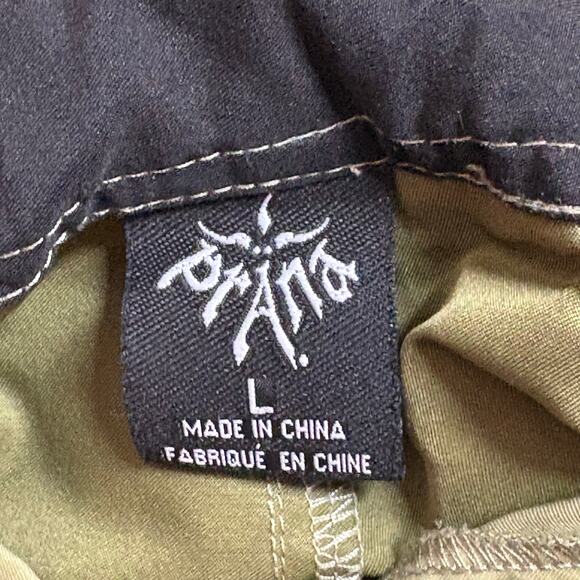 prAna.
L
MADE IN CHINA
FABRIQUÉ EN CHINE